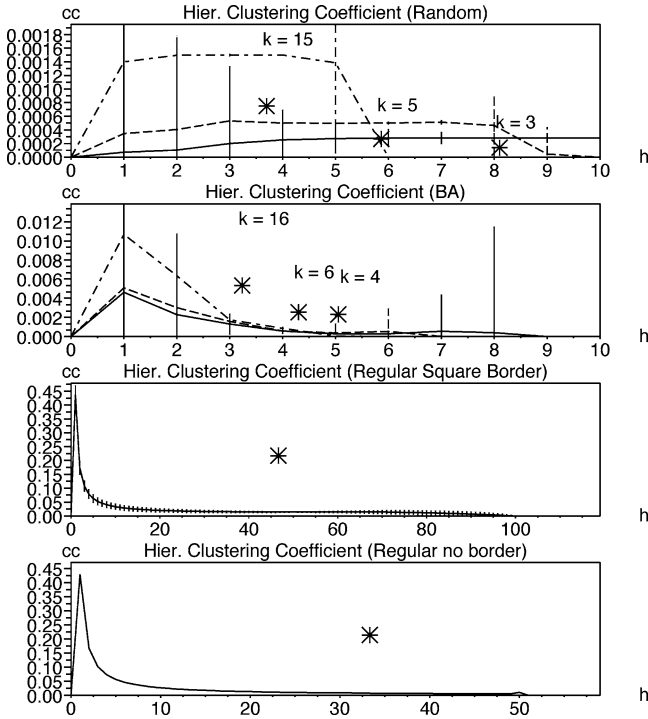 cc Hier. Clustering Coefficient (Random)
0.0018
0.0016
0.0014
0.0012
0.0010
0.0008
0.0006
0.0004
0.0002
0.0000
k = 15
k = 5
k = 3
0 1 2 3 4 5 6 7 8 9 10 h
cc Hier. Clustering Coefficient (BA)
0.012
0.010
0.008
0.006
0.004
0.002
0.000
k = 16
k = 6 k = 4
0 1 2 3 4 5 6 7 8 9 10 h
cc Hier. Clustering Coefficient (Regular Square Border)
0.45
0.40
0.35
0.30
0.25
0.20
0.15
0.10
0.05
0.00
0 20 40 60 80 100 h
cc Hier. Clustering Coefficient (Regular no border)
0.45
0.40
0.35
0.30
0.25
0.20
0.15
0.10
0.05
0.00
0 10 20 30 40 50 h